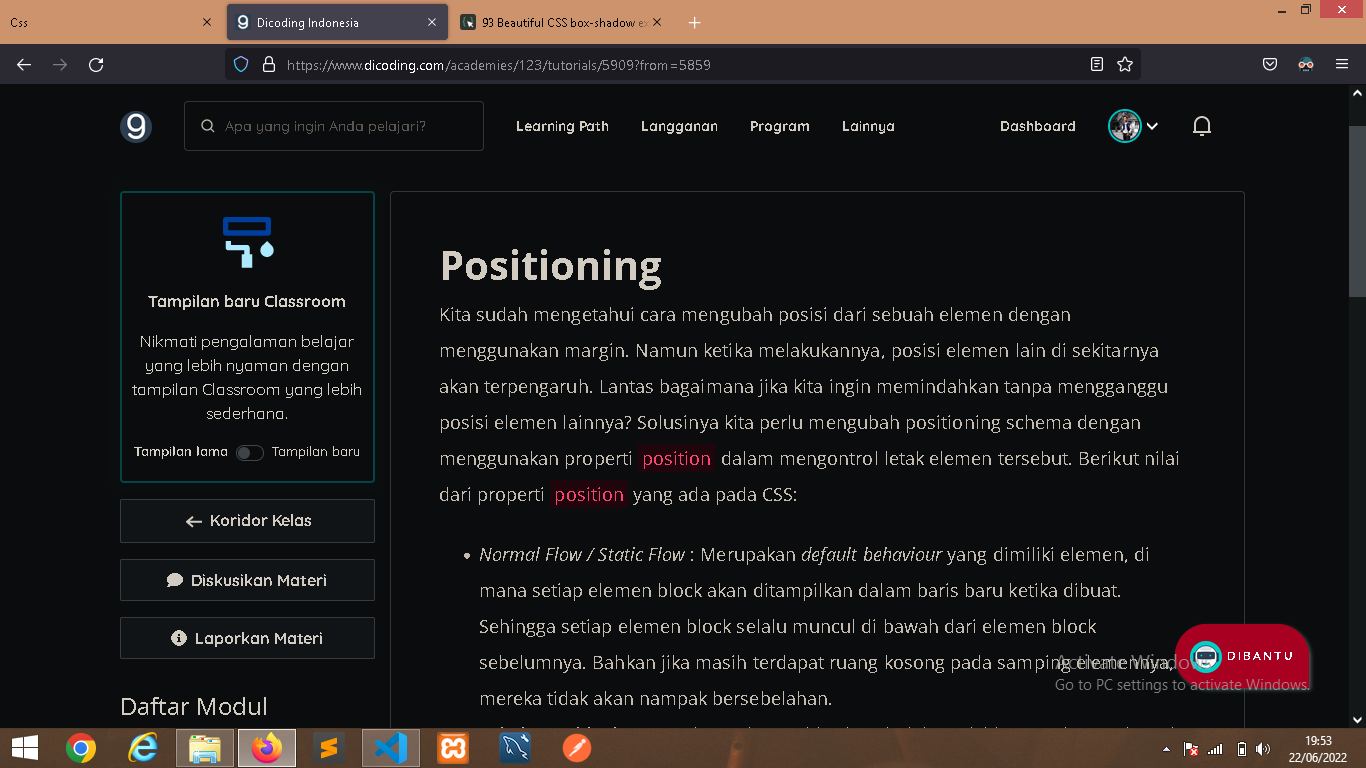 Css
Dicoding Indonesia
93 Beautiful CSS box-shadow ex
https://www.dicoding.com/academies/123/tutorials/5909?from=5859
Apa yang ingin Anda pelajari?
Learning Path
Langganan
Program
Lainnya
Dashboard
Tampilan baru Classroom
Nikmati pengalaman belajar
yang lebih nyaman dengan
tampilan Classroom yang lebih
sederhana.
Tampilan lama
Tampilan baru
Koridor Kelas
Diskusikan Materi
Laporkan Materi
Daftar Modul
Positioning
Kita sudah mengetahui cara mengubah posisi dari sebuah elemen dengan
menggunakan margin. Namun ketika melakukannya, posisi elemen lain di sekitarnya
akan terpengaruh. Lantas bagaimana jika kita ingin memindahkan tanpa mengganggu
posisi elemen lainnya? Solusinya kita perlu mengubah positioning schema dengan
menggunakan properti position dalam mengontrol letak elemen tersebut. Berikut nilai
dari properti position yang ada pada CSS:
• Normal Flow / Static Flow : Merupakan default behaviour yang dimiliki elemen, di
mana setiap elemen block akan ditampilkan dalam baris baru ketika dibuat.
Sehingga setiap elemen block selalu muncul di bawah dari elemen block
sebelumnya. Bahkan jika masih terdapat ruang kosong pada samping elemennya,
mereka tidak akan nampak bersebelahan.
DIBANTU
Activate Windows
Go to PC settings to activate Windows.
19:53
22/06/2022